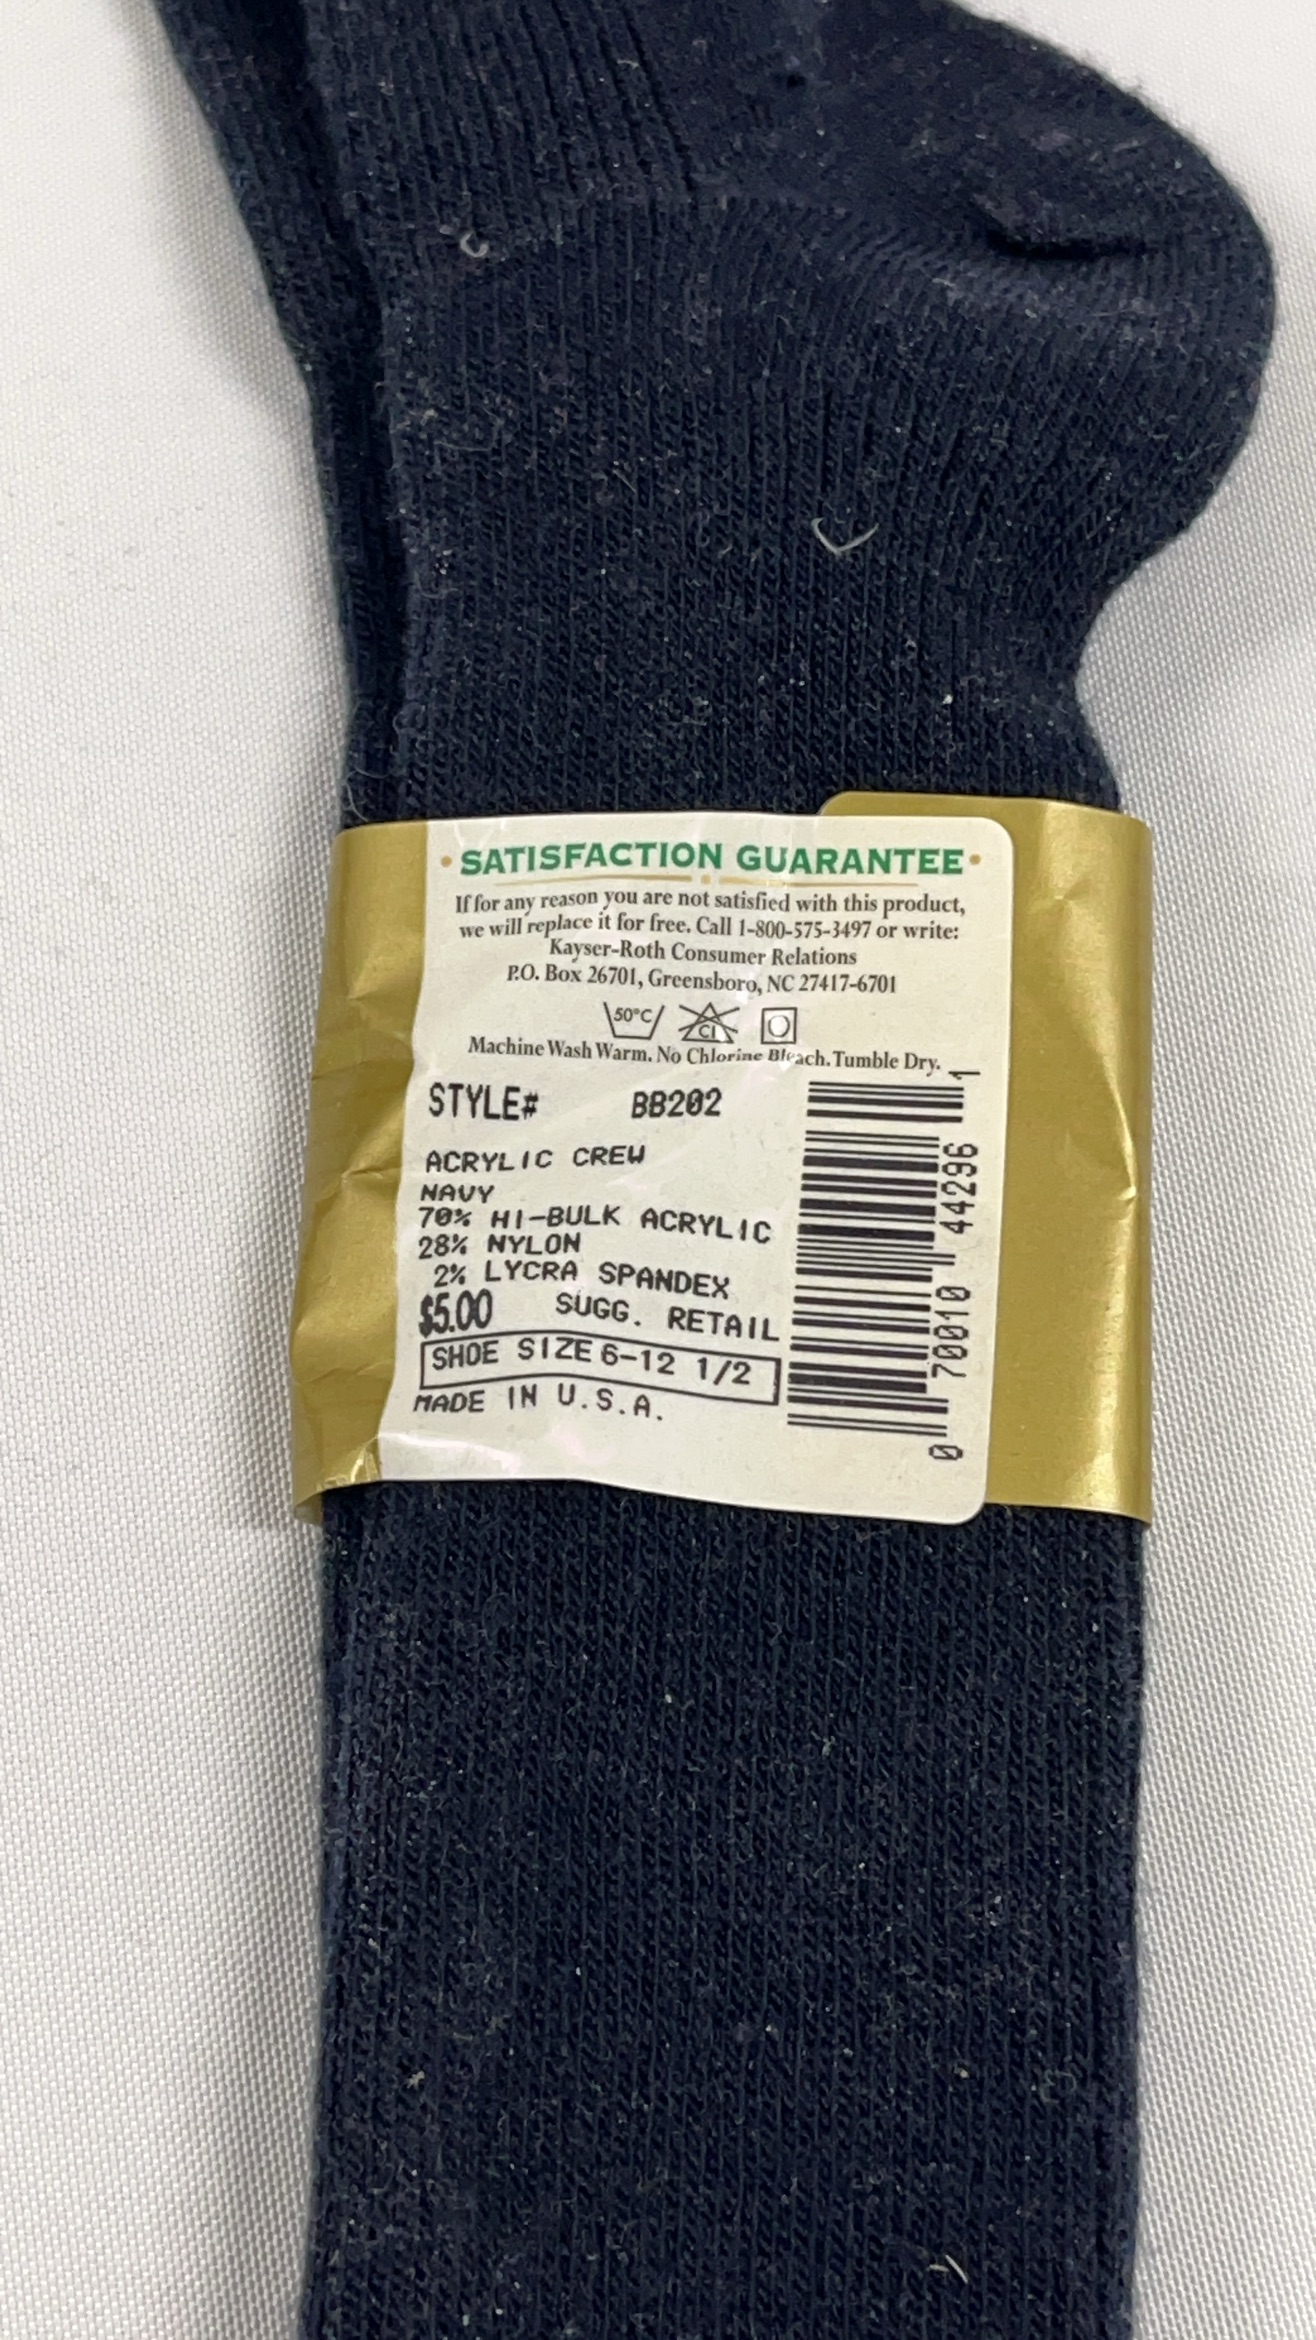 • SATISFACTION GUARANTEE •
If for any reason you are not satisfied with this product,
we will replace it for free. Call 1-800-575-3497 or write:
Kayser-Roth Consumer Relations
P.O. Box 26701, Greensboro, NC 27417-6701
50°C CL
Machine Wash Warm. No Chlorine Bleach. Tumble Dry.
STYLE# BB202
ACRYLIC CREW
NAVY
70% HI-BULK ACRYLIC
28% NYLON
2% LYCRA SPANDEX
$5.00 SUGG. RETAIL
SHOE SIZE 6-12 1/2
MADE IN U.S.A.
0 70010 44296 1